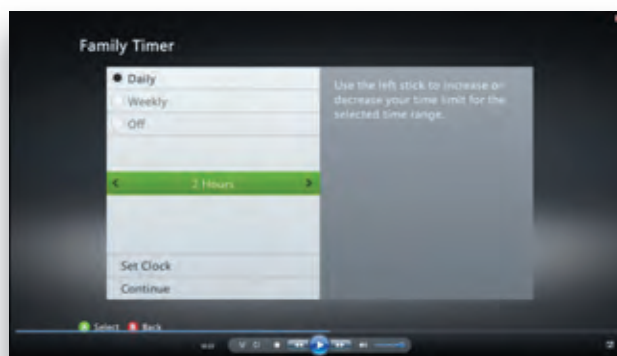 Family Timer
Daily
Weekly
Off
Use the left stick to increase or
decrease your time limit for the
selected time range.
2 Hours
Set Clock
Continue
Select Back